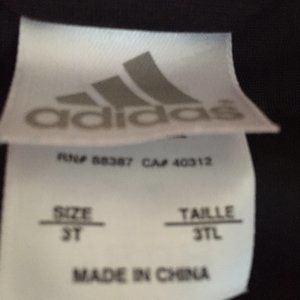 adidas
RN# 88387 CA# 40312
SIZE TAILLE
3T 3TL
MADE IN CHINA